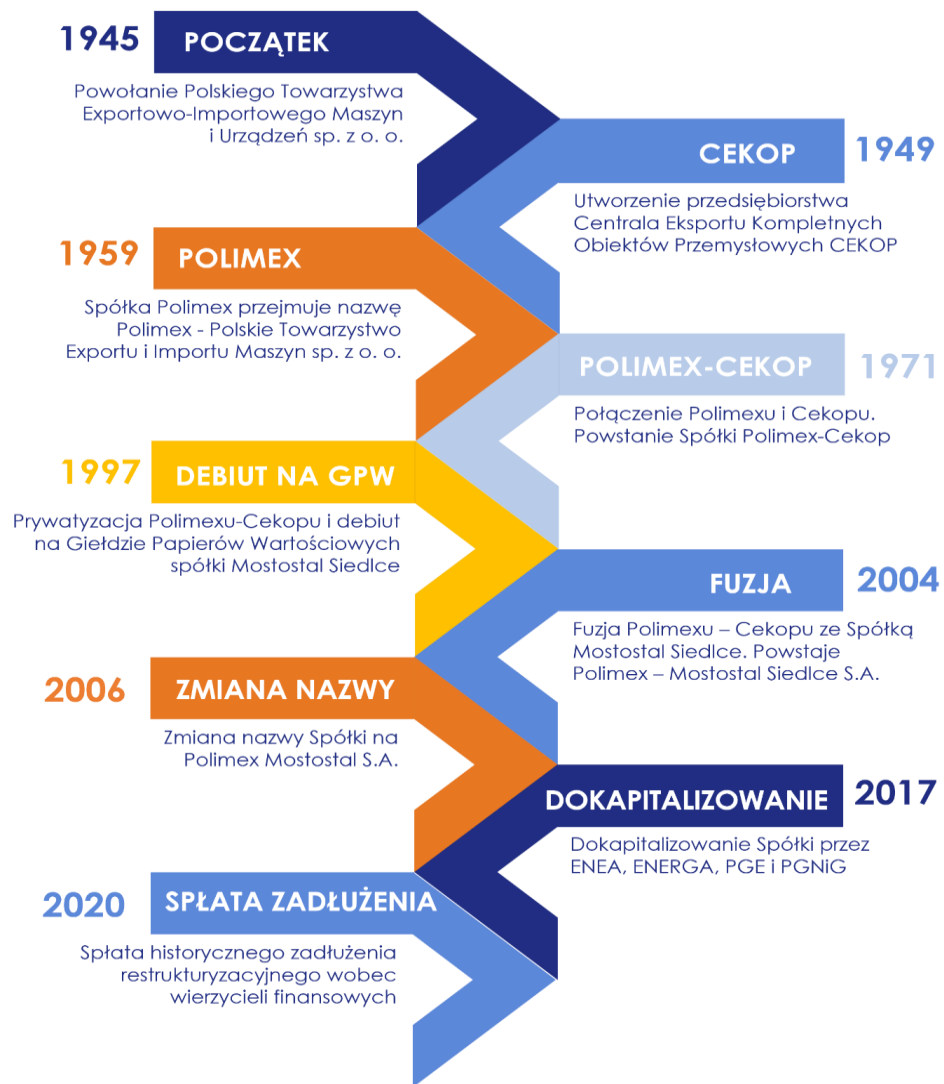 1945 POCZĄTEK
Powołanie Polskiego Towarzystwa
Exportowo-Importowego Maszyn
i Urządzeń sp. z o. o.
CEKOP 1949
Utworzenie przedsiębiorstwa
Centrala Eksportu Kompletnych
Obiektów Przemysłowych CEKOP
1959 POLIMEX
Spółka Polimex przejmuje nazwę
Polimex - Polskie Towarzystwo
Exportu i Importu Maszyn sp. z o. o.
POLIMEX-CEKOP 1971
Połączenie Polimexu i Cekopu.
Powstanie Spółki Polimex-Cekop
1997 DEBIUT NA GPW
Prywatyzacja Polimexu-Cekopu i debiut
na Giełdzie Papierów Wartościowych
spółki Mostostal Siedlce
FUZJA 2004
Fuzja Polimexu – Cekopu ze Spółką
Mostostal Siedlce. Powstaje
Polimex – Mostostal Siedlce S.A.
2006 ZMIANA NAZWY
Zmiana nazwy Spółki na
Polimex Mostostal S.A.
DOKAPITALIZOWANIE 2017
Dokapitalizowanie Spółki przez
ENEA, ENERGA, PGE i PGNiG
2020 SPŁATA ZADŁUŻENIA
Spłata historycznego zadłużenia
restrukturyzacyjnego wobec
wierzycieli finansowych